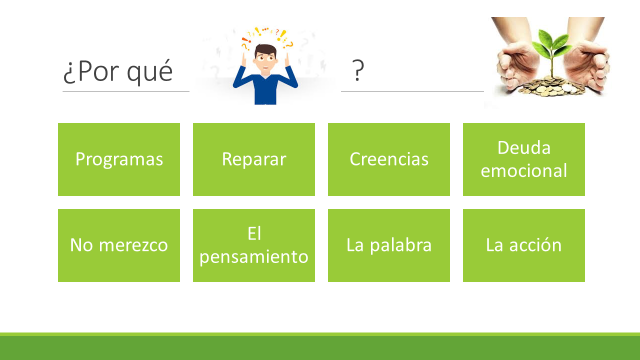 ¿Por qué ?
Programas
Reparar
Creencias
Deuda
emocional
No merezco
El
pensamiento
La palabra
La acción